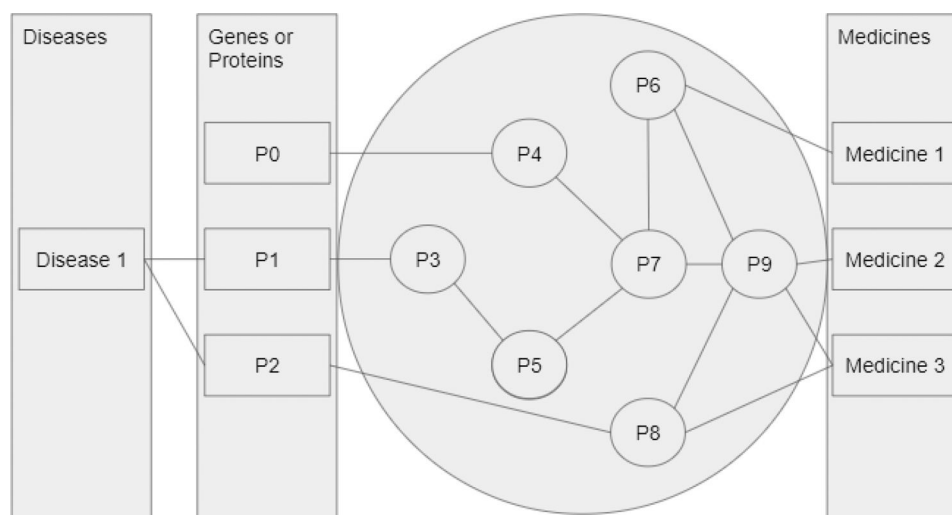 Diseases
Genes or
Proteins
Medicines
P6
P0
P4
Medicine 1
Disease 1
P1
P3
P7
P9
Medicine 2
P2
P5
Medicine 3
P8